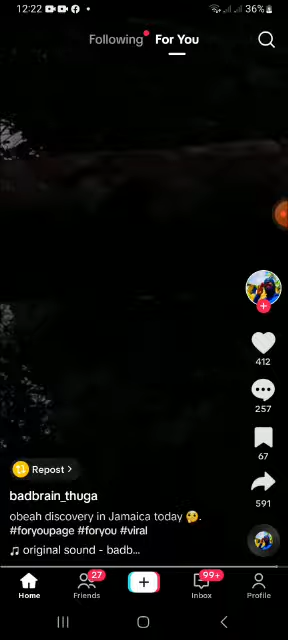 12:22 36%
Following For You
412
257
67
591
Repost >
badbrain_thuga
obeah discovery in Jamaica today 🤔.
#foryoupage #foryou #viral
original sound - badb...
27 99+
Home Friends Inbox Profile